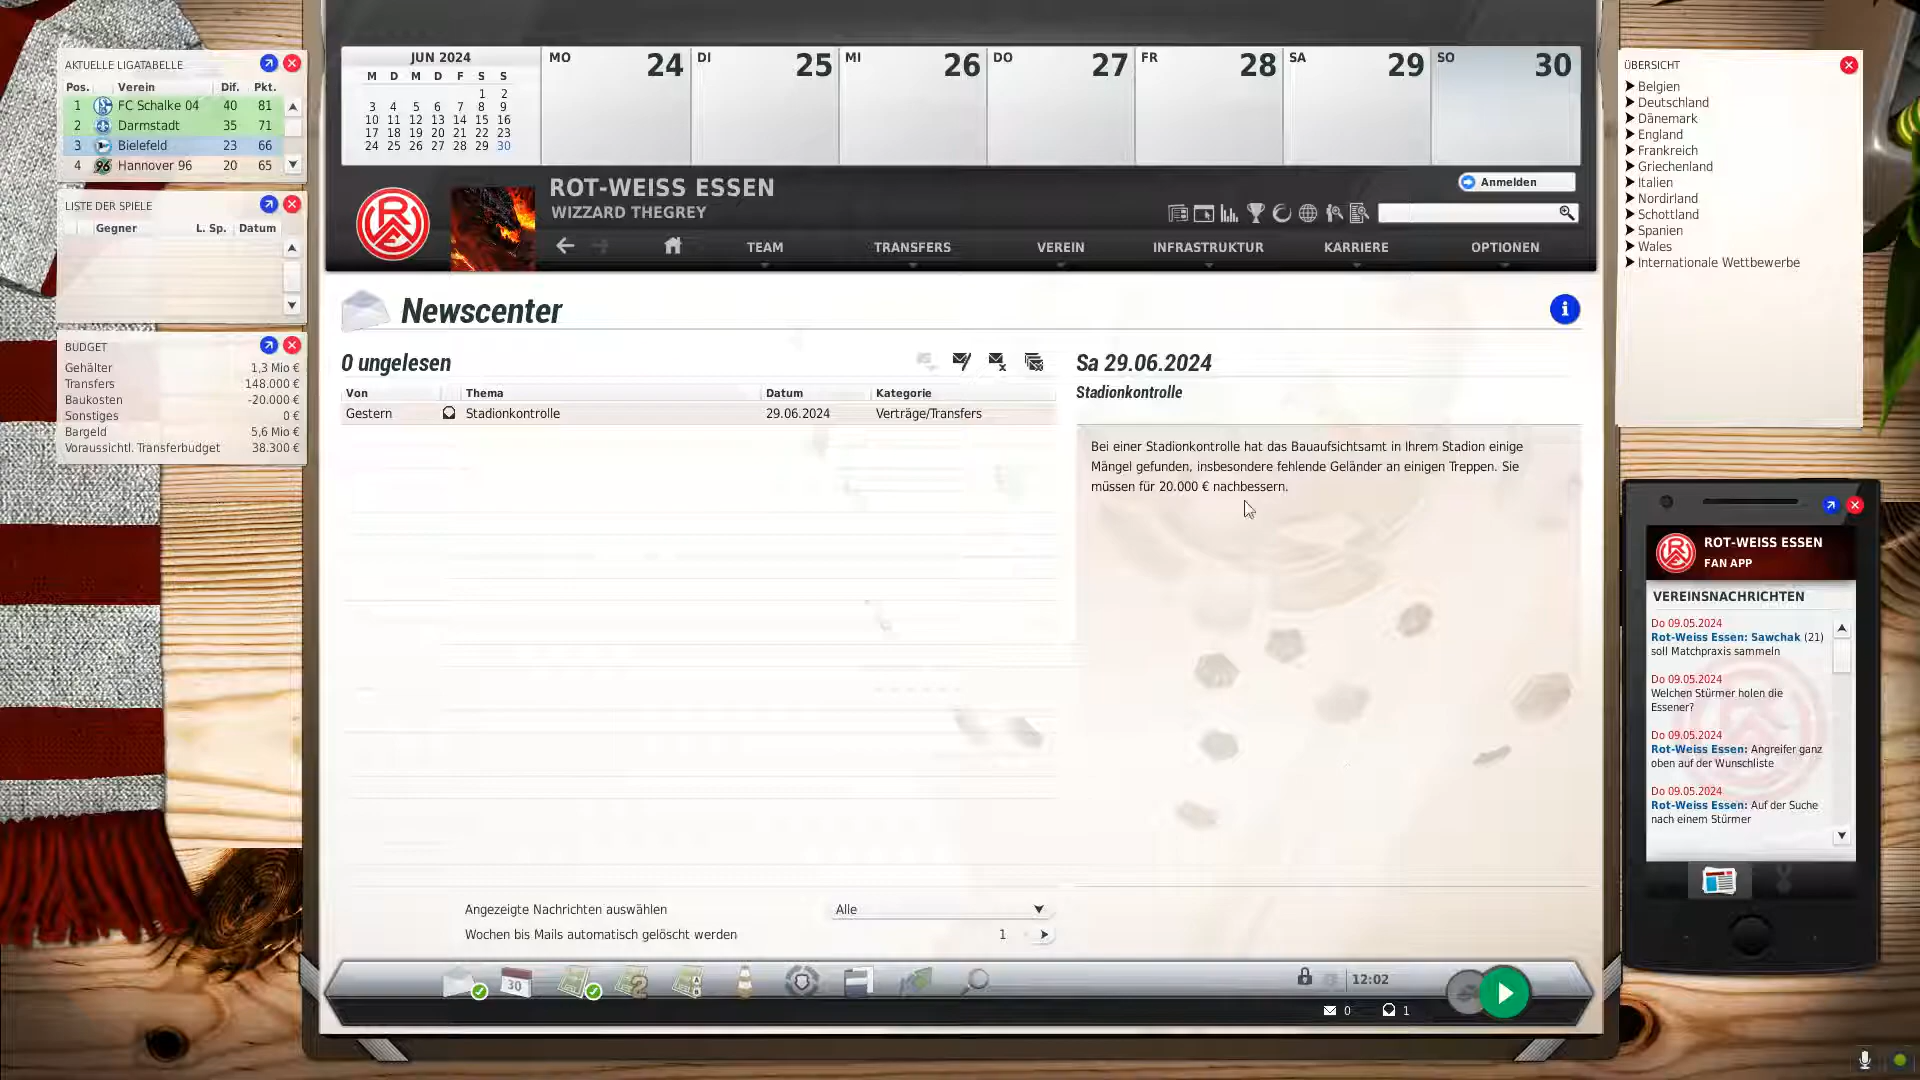 AKTUELLE LIGATABELLE
Pos. Verein Dif. Pkt.
1 FC Schalke 04 40 81
2 Darmstadt 35 71
3 Bielefeld 23 66
4 Hannover 96 20 65
LISTE DER SPIELE
Gegner L. Sp. Datum
BUDGET
Gehälter 1,3 Mio €
Transfers 148.000 €
Baukosten -20.000 €
Sonstiges 0 €
Bargeld 5,6 Mio €
Voraussichtl. Transferbudget 38.300 €
JUN 2024
M D M D F S S
1 2
3 4 5 6 7 8 9
10 11 12 13 14 15 16
17 18 19 20 21 22 23
24 25 26 27 28 29 30
MO 24 DI 25 MI 26 DO 27 FR 28 SA 29 SO 30
ROT-WEISS ESSEN
WIZZARD THEGREY
Anmelden
TEAM TRANSFERS VEREIN INFRASTRUKTUR KARRIERE OPTIONEN
Newscenter
0 ungelesen
Von Thema Datum Kategorie
Gestern Stadionkontrolle 29.06.2024 Verträge/Transfers
Sa 29.06.2024
Stadionkontrolle
Bei einer Stadionkontrolle hat das Bauaufsichtsamt in Ihrem Stadion einige
Mängel gefunden, insbesondere fehlende Geländer an einigen Treppen. Sie
müssen für 20.000 € nachbessern.
Angezeigte Nachrichten auswählen Alle
Wochen bis Mails automatisch gelöscht werden 1
30
12:02
0 1
ÜBERSICHT
Belgien
Deutschland
Dänemark
England
Frankreich
Griechenland
Italien
Nordirland
Schottland
Spanien
Wales
Internationale Wettbewerbe
ROT-WEISS ESSEN
FAN APP
VEREINSNACHRICHTEN
Do 09.05.2024
Rot-Weiss Essen: Sawchak (21)
soll Matchpraxis sammeln
Do 09.05.2024
Welchen Stürmer holen die
Essener?
Do 09.05.2024
Rot-Weiss Essen: Angreifer ganz
oben auf der Wunschliste
Do 09.05.2024
Rot-Weiss Essen: Auf der Suche
nach einem Stürmer